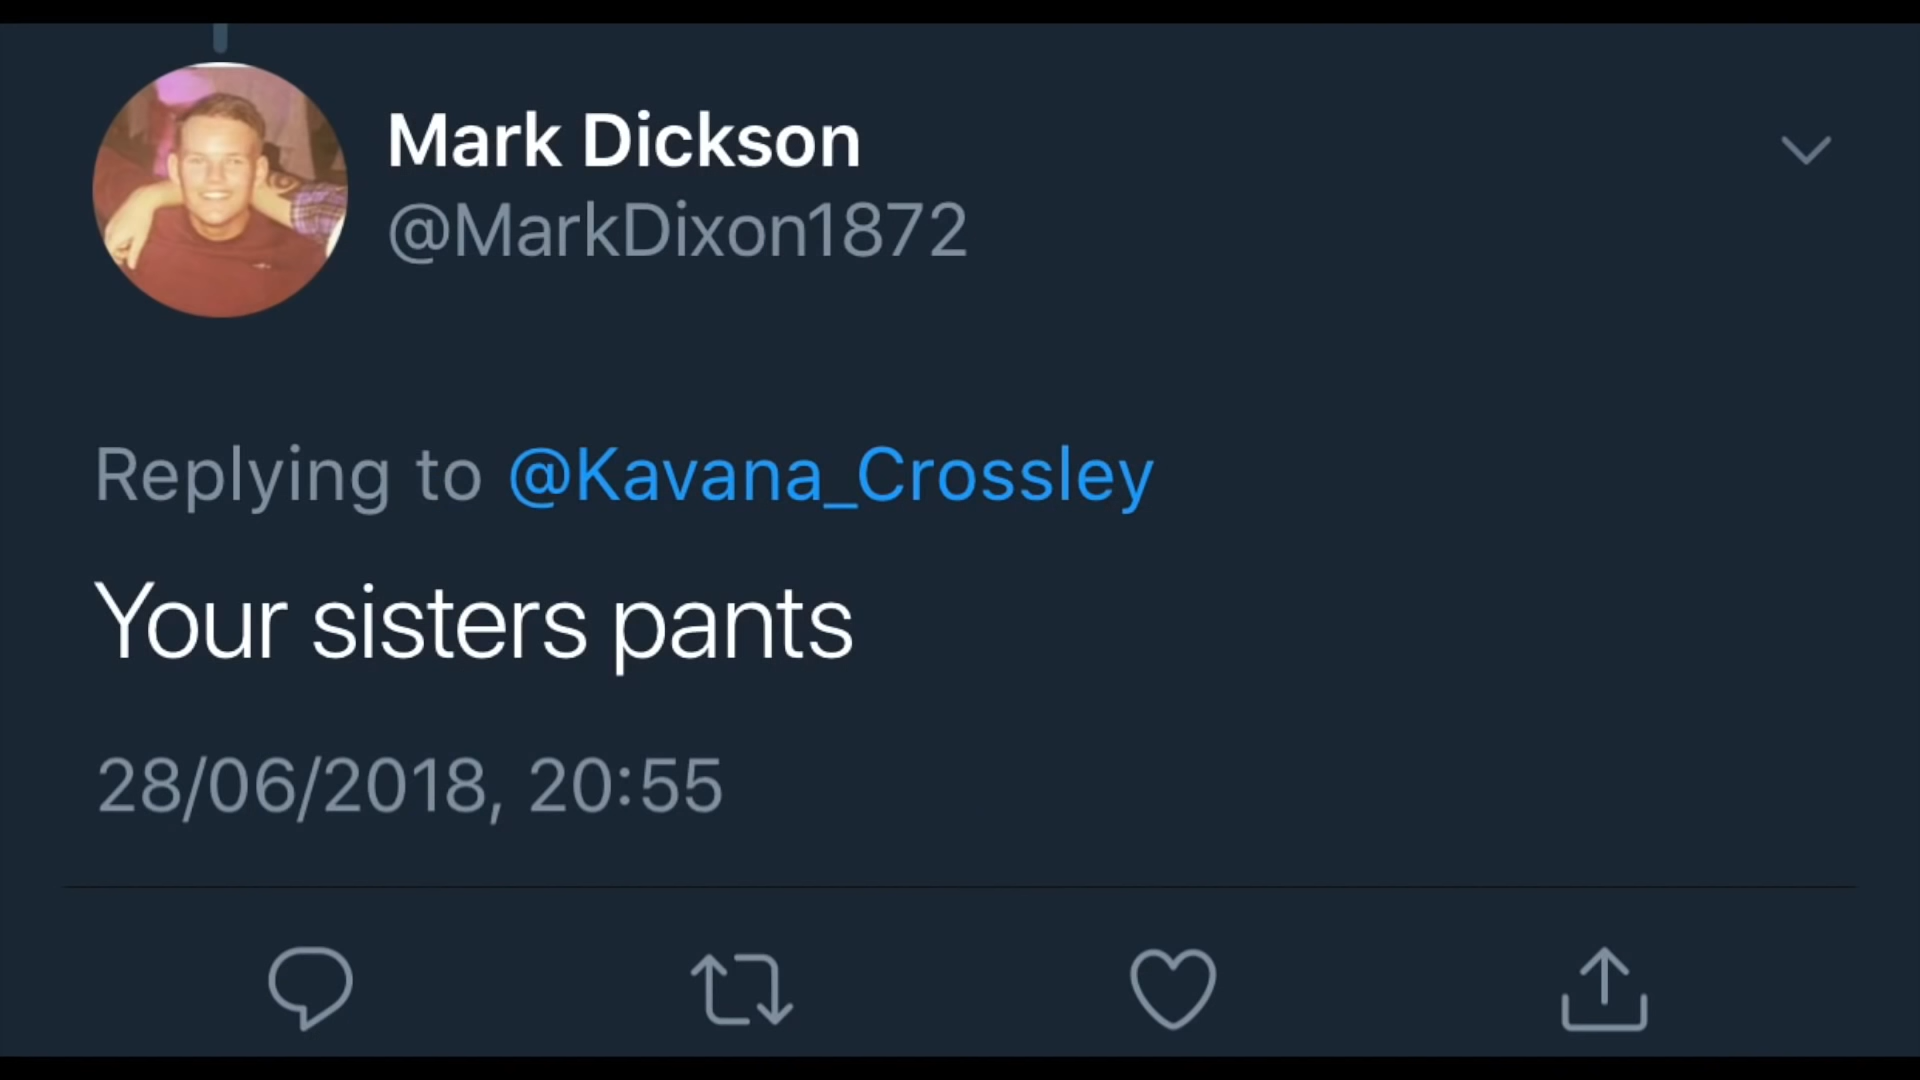 Mark Dickson
@MarkDixon1872
Replying to @Kavana_Crossley
Your sisters pants
28/06/2018, 20:55